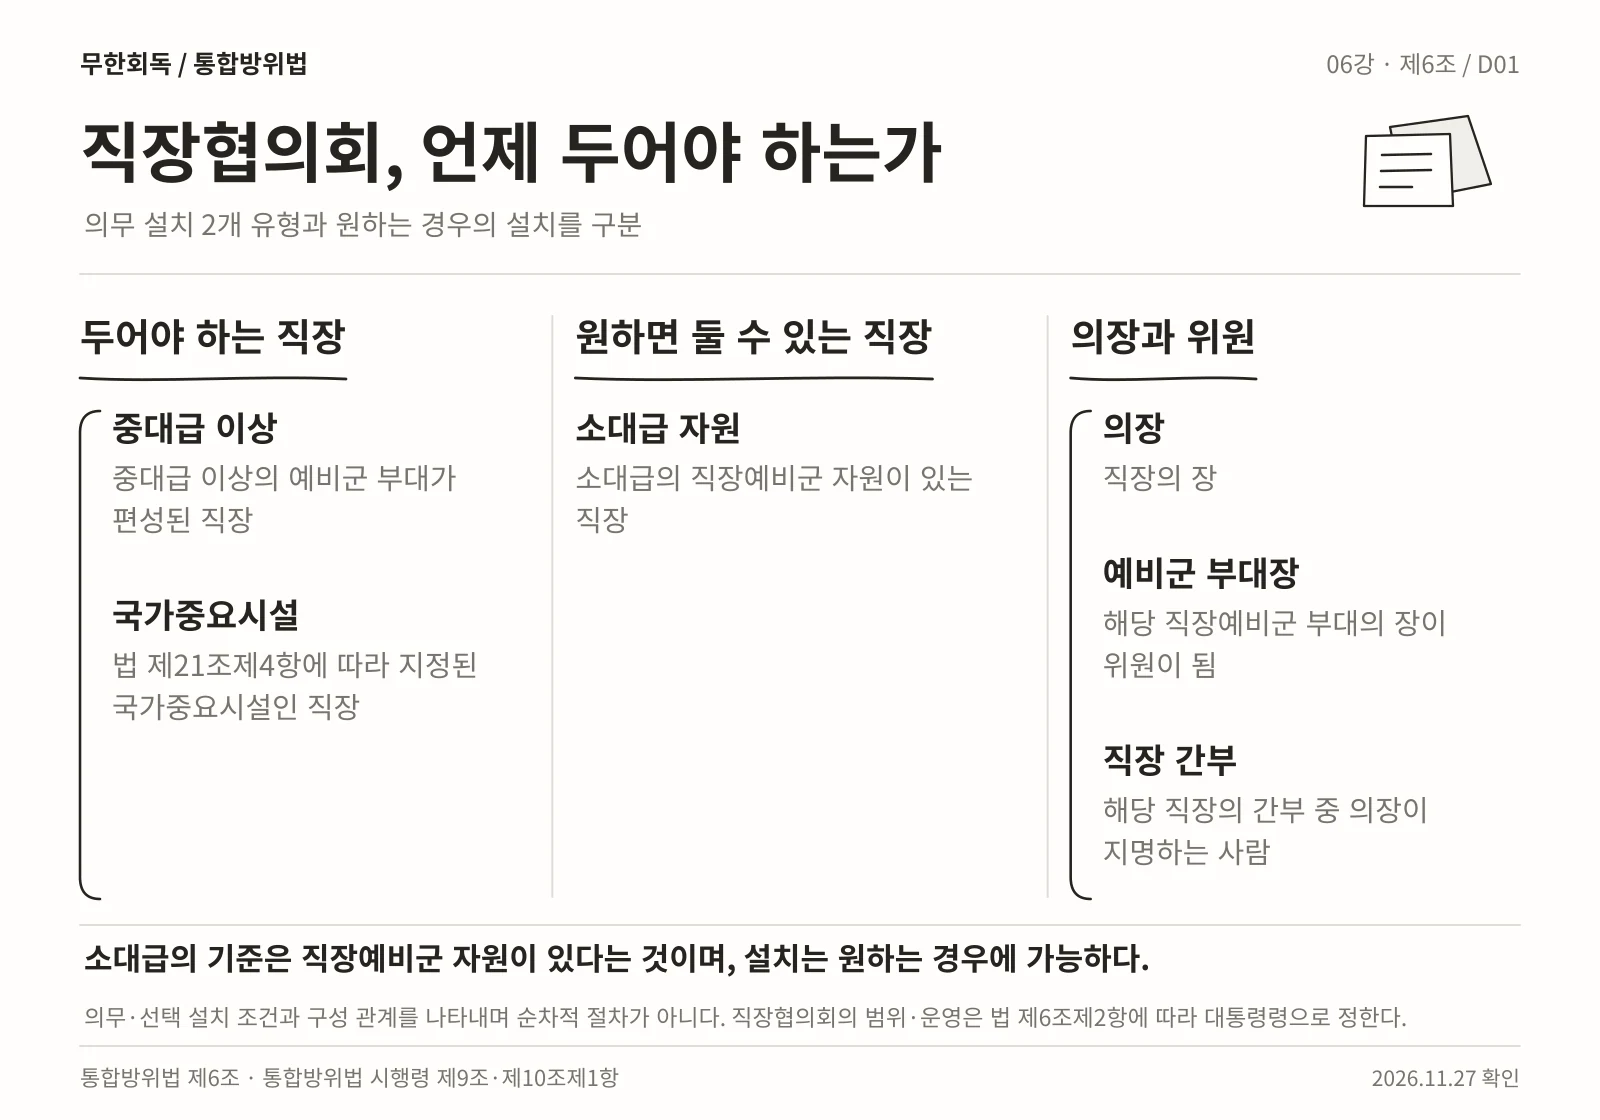 무한회독 / 통합방위법
06강 · 제6조 / D01
직장협의회, 언제 두어야 하는가
의무 설치 2개 유형과 원하는 경우의 설치를 구분
두어야 하는 직장
중대급 이상
중대급 이상의 예비군 부대가
편성된 직장
국가중요시설
법 제21조제4항에 따라 지정된
국가중요시설인 직장
원하면 둘 수 있는 직장
소대급 자원
소대급의 직장예비군 자원이 있는
직장
의장과 위원
의장
직장의 장
예비군 부대장
해당 직장예비군 부대의 장이
위원이 됨
직장 간부
해당 직장의 간부 중 의장이
지명하는 사람
소대급의 기준은 직장예비군 자원이 있다는 것이며, 설치는 원하는 경우에 가능하다.
의무·선택 설치 조건과 구성 관계를 나타내며 순차적 절차가 아니다. 직장협의회의 범위·운영은 법 제6조제2항에 따라 대통령령으로 정한다.
통합방위법 제6조 · 통합방위법 시행령 제9조·제10조제1항
2026.11.27 확인